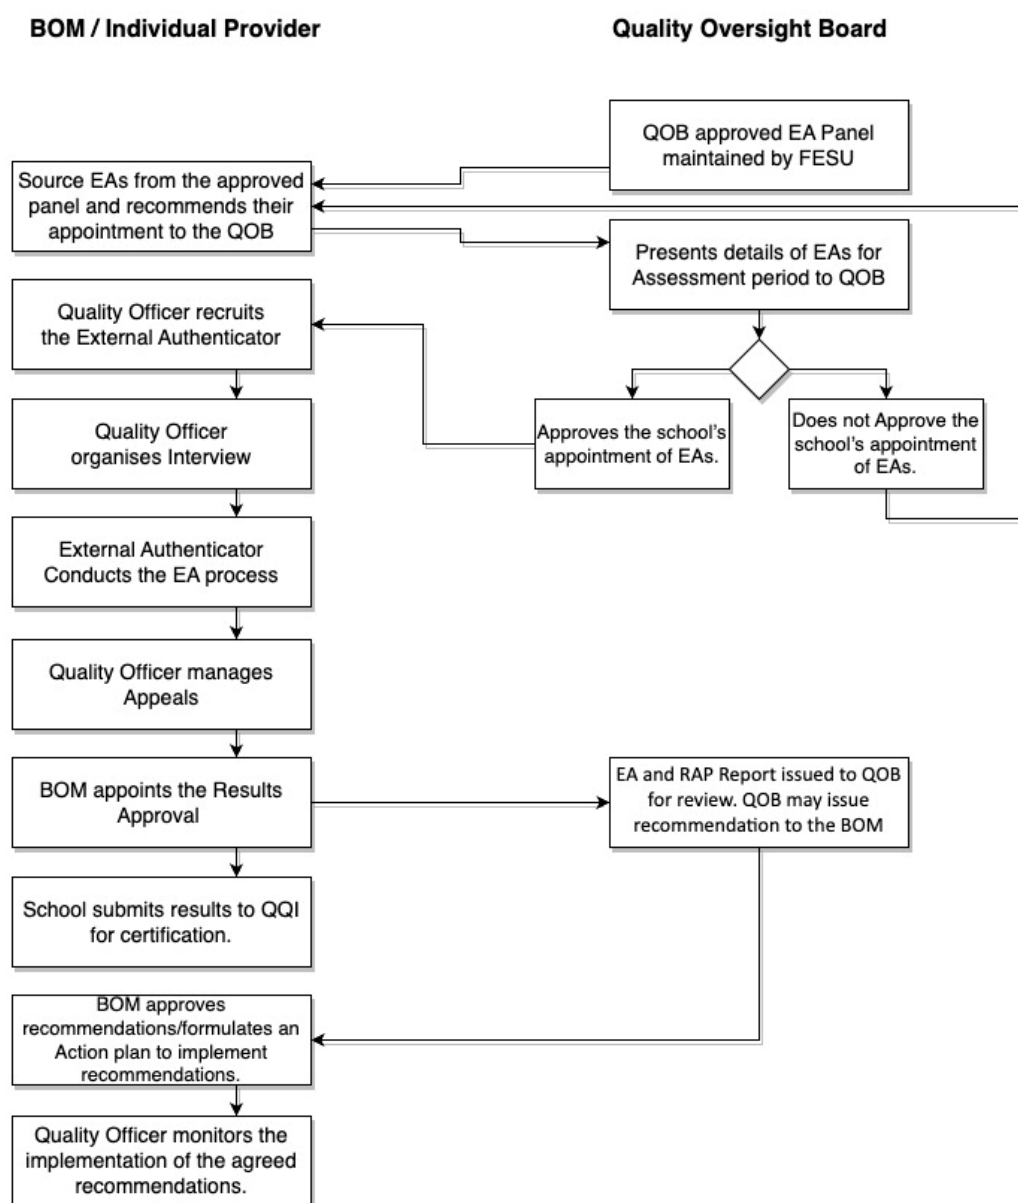 BOM / Individual Provider
Quality Oversight Board
QOB approved EA Panel
maintained by FESU
Source EAs from the approved
panel and recommends their
appointment to the QOB
Presents details of EAs for
Assessment period to QOB
Quality Officer recruits
the External Authenticator
Approves the school's
appointment of EAs.
Does not Approve the
school's appointment
of EAs.
Quality Officer
organises Interview
External Authenticator
Conducts the EA process
Quality Officer manages
Appeals
BOM appoints the Results
Approval
EA and RAP Report issued to QOB
for review. QOB may issue
recommendation to the BOM
School submits results to QQI
for certification.
BOM approves
recommendations/formulates an
Action plan to implement
recommendations.
Quality Officer monitors the
implementation of the agreed
recommendations.